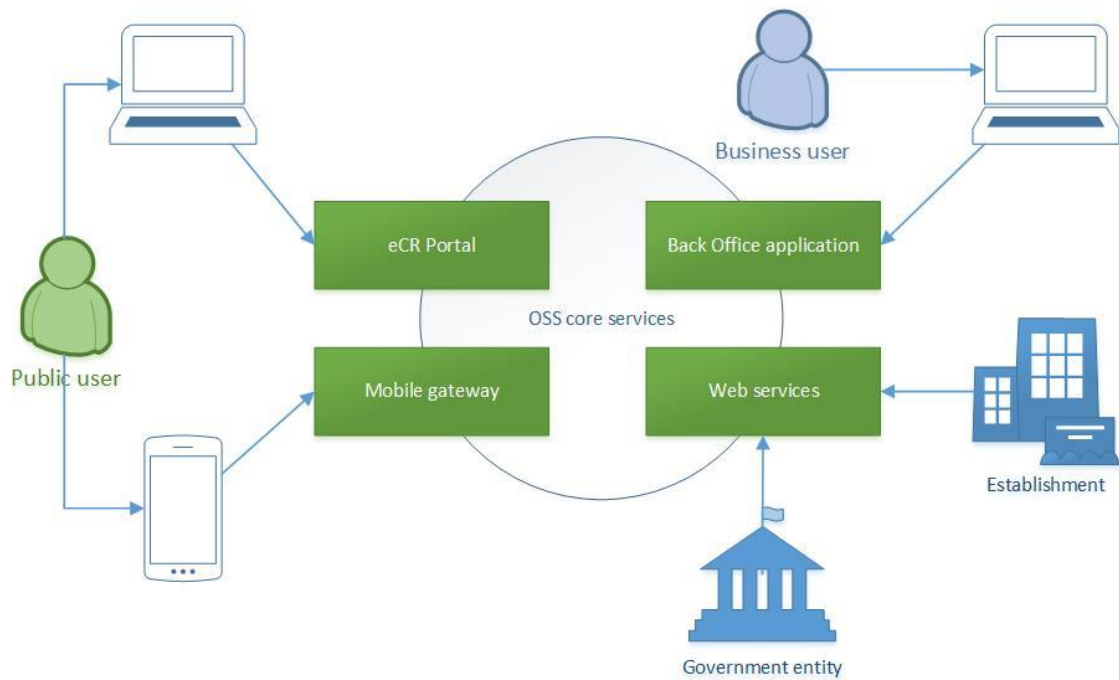 Business user
eCR Portal
Back Office application
OSS core services
Public user
Mobile gateway
Web services
Establishment
Government entity